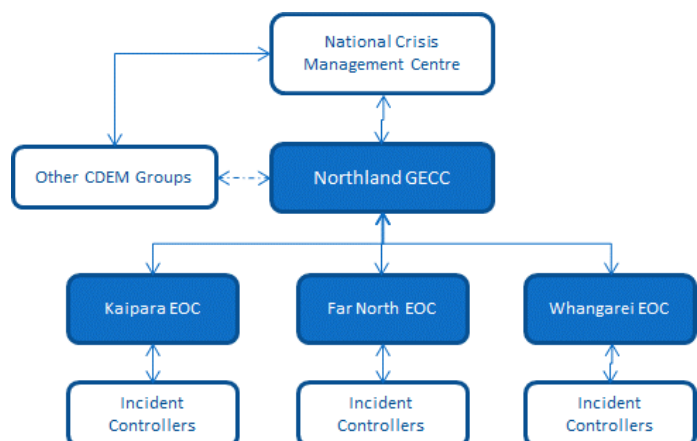 National Crisis
Management Centre
Other CDEM Groups
Northland GECC
Kaipara EOC
Far North EOC
Whangarei EOC
Incident
Controllers
Incident
Controllers
Incident
Controllers